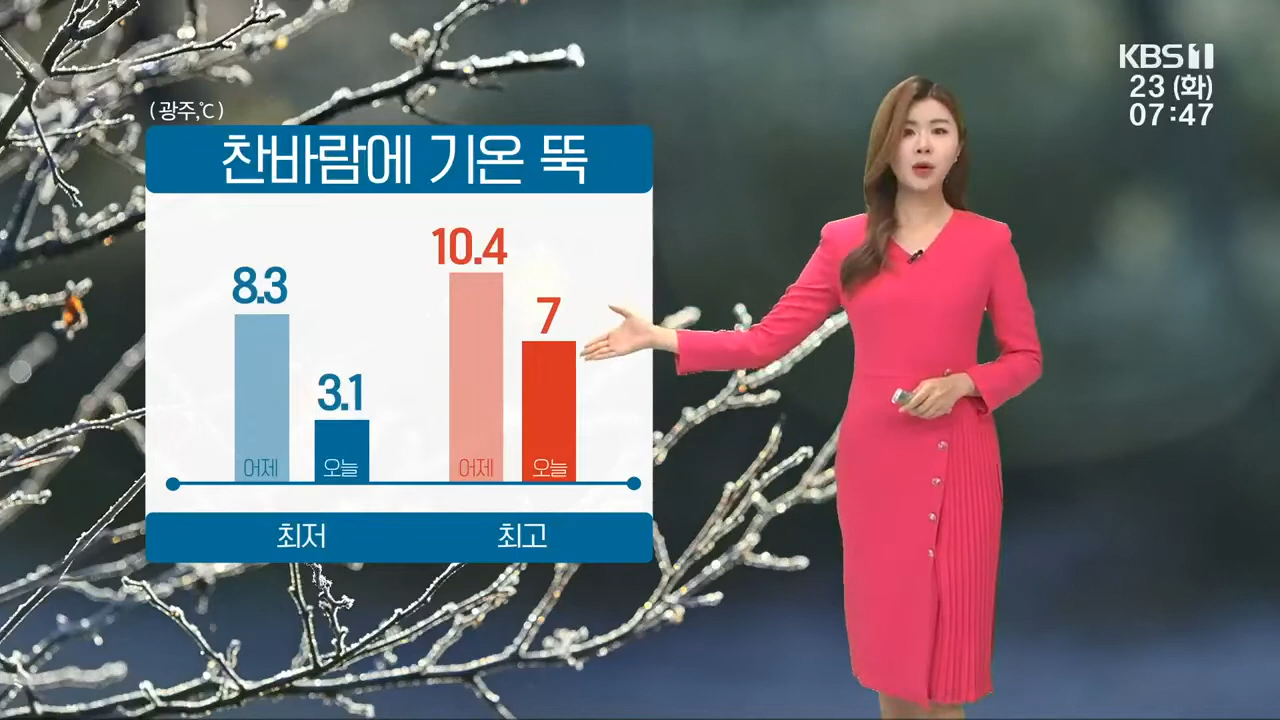 KBS 1
23 (화)
07:47
(광주,℃)
찬바람에 기온 뚝
8.3
3.1
10.4
7
어제
오늘
어제
오늘
최저
최고